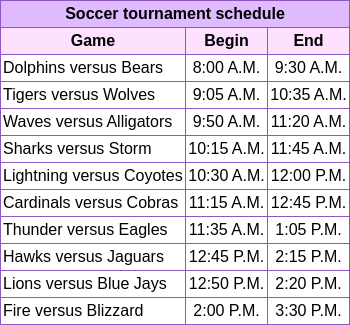 Soccer tournament schedule
Game Begin End
Dolphins versus Bears 8:00 A.M. 9:30 A.M.
Tigers versus Wolves 9:05 A.M. 10:35 A.M.
Waves versus Alligators 9:50 A.M. 11:20 A.M.
Sharks versus Storm 10:15 A.M. 11:45 A.M.
Lightning versus Coyotes 10:30 A.M. 12:00 P.M.
Cardinals versus Cobras 11:15 A.M. 12:45 P.M.
Thunder versus Eagles 11:35 A.M. 1:05 P.M.
Hawks versus Jaguars 12:45 P.M. 2:15 P.M.
Lions versus Blue Jays 12:50 P.M. 2:20 P.M.
Fire versus Blizzard 2:00 P.M. 3:30 P.M.